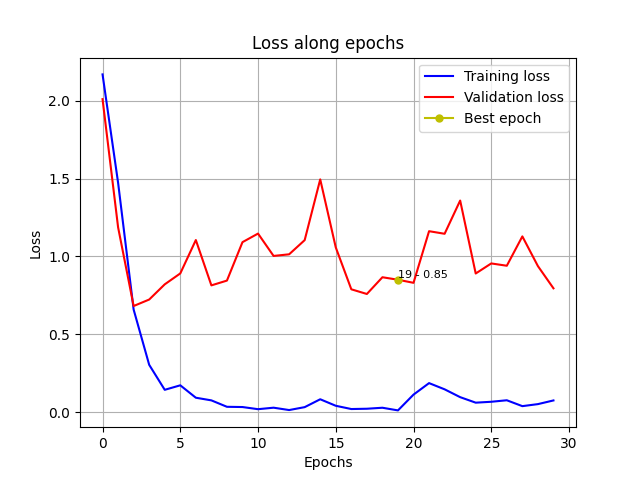 Loss along epochs
Training loss
Validation loss
Best epoch
2.0
1.5
1.0
0.5
0.0
Loss
19 - 0.85
0 5 10 15 20 25 30
Epochs